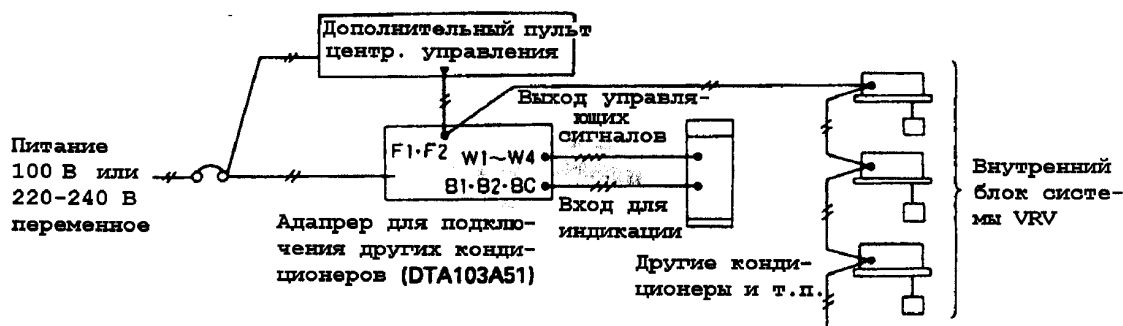 Дополнительный пульт
центр. управления
Выход управля-
ющих
сигналов
Питание
100 В или
220-240 В
переменное
F1·F2
W1~W4
B1·B2·BC
Вход для
индикации
Адапрер для подклю-
чения других конди-
ционеров (DTA103A51)
Другие конди-
ционеры и т.п.
Внутренний
блок систе-
мы VRV